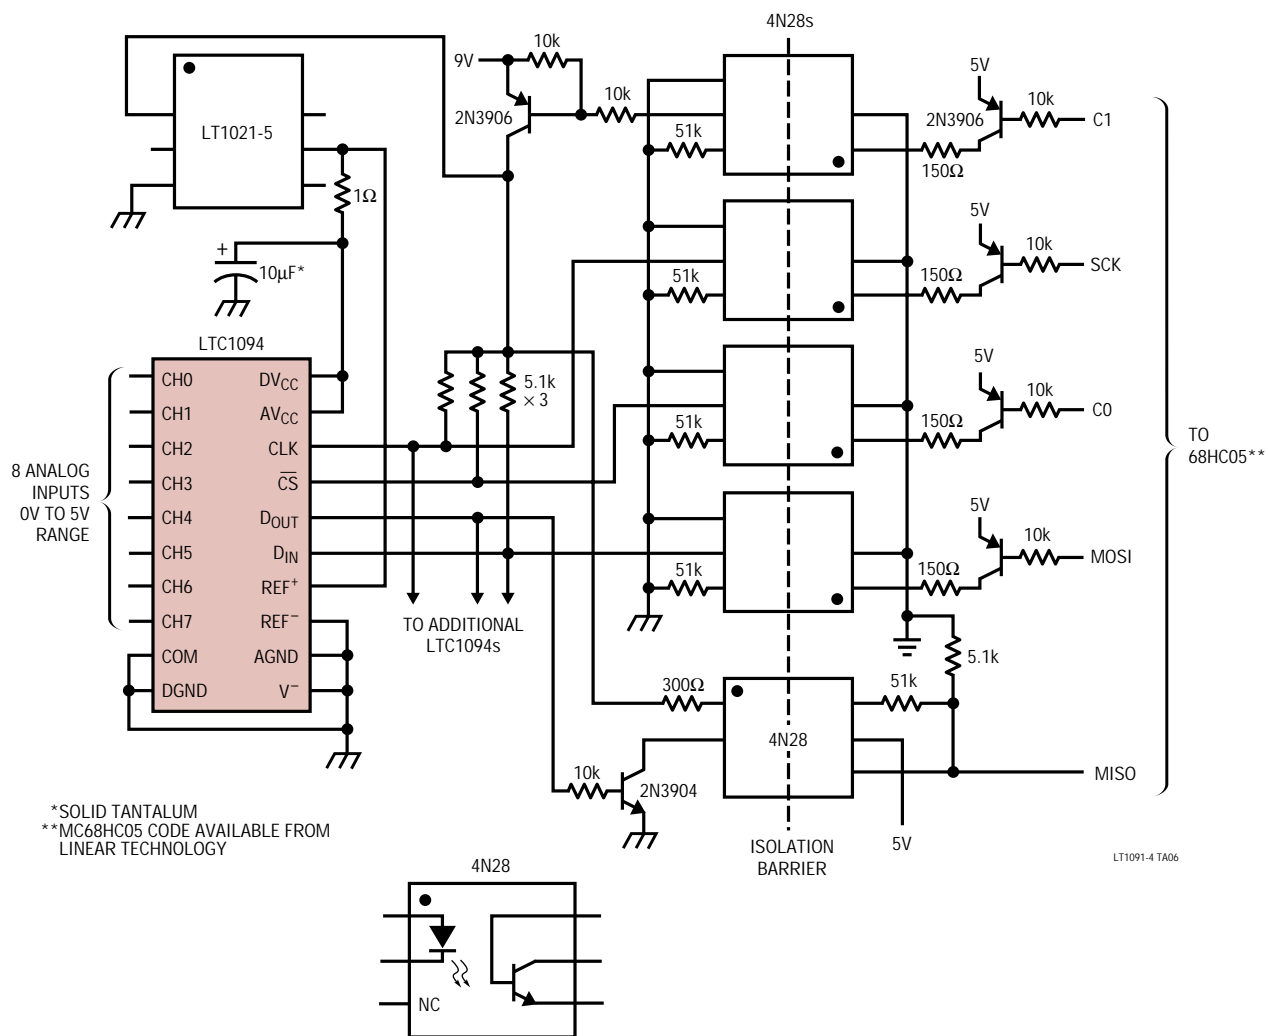 4N28s
9V
10k
2N3906
10k
LT1021-5
1Ω
+
10µF*
51k
150Ω
2N3906
5V
10k
C1
51k
150Ω
5V
10k
SCK
51k
150Ω
5V
10k
C0
51k
150Ω
5V
10k
MOSI
TO
68HC05**
LTC1094
CH0 DVCC
CH1 AVCC
CH2 CLK
CH3 C̅S̅
CH4 DOUT
CH5 DIN
CH6 REF+
CH7 REF−
COM AGND
DGND V−
8 ANALOG
INPUTS
0V TO 5V
RANGE
5.1k
× 3
TO ADDITIONAL
LTC1094s
5.1k
300Ω
51k
4N28
10k
2N3904
MISO
5V
ISOLATION
BARRIER
*SOLID TANTALUM
**MC68HC05 CODE AVAILABLE FROM
LINEAR TECHNOLOGY
LT1091-4 TA06
4N28
NC